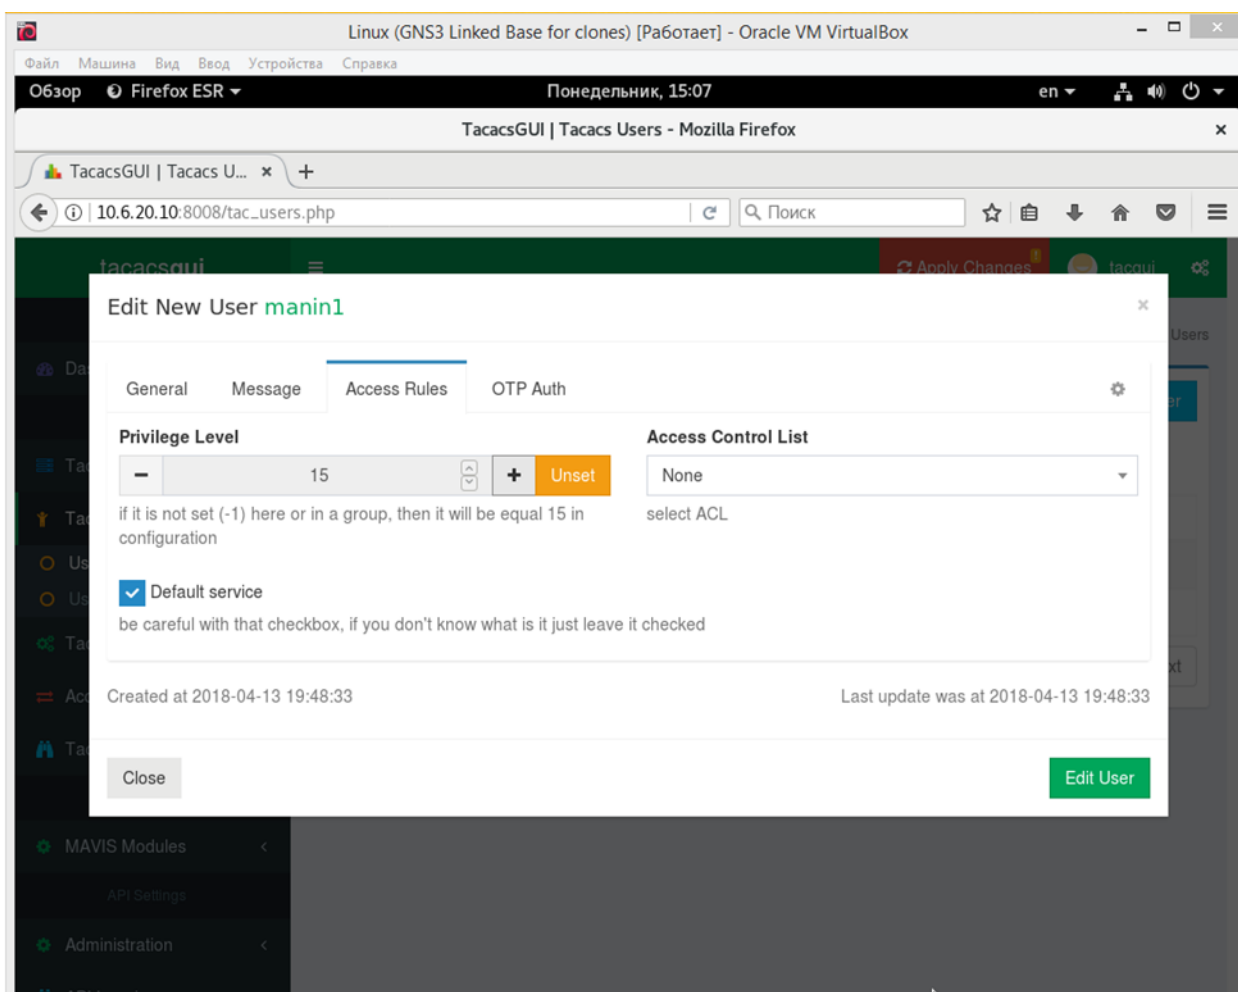 Linux (GNS3 Linked Base for clones) [Работает] - Oracle VM VirtualBox
Файл Машина Вид Ввод Устройства Справка
Обзор Firefox ESR Понедельник, 15:07 en
TacacsGUI | Tacacs Users - Mozilla Firefox
TacacsGUI | Tacacs U...
10.6.20.10:8008/tac_users.php Поиск
tacacsgui Apply Changes tacgui
Edit New User manin1
Users
General Message Access Rules OTP Auth
Privilege Level Access Control List
15 Unset None
if it is not set (-1) here or in a group, then it will be equal 15 in select ACL
configuration
Default service
be careful with that checkbox, if you don't know what is it just leave it checked
Created at 2018-04-13 19:48:33 Last update was at 2018-04-13 19:48:33
Close Edit User
MAVIS Modules
API Settings
Administration